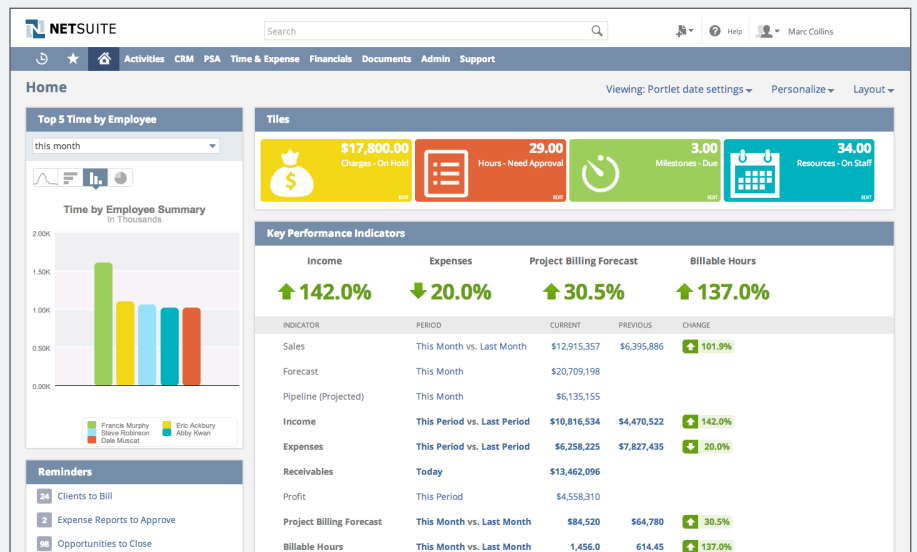 NETSUITE
Search
Help
Marc Collins
Activities CRM PSA Time & Expense Financials Documents Admin Support
Home
Viewing: Portlet date settings Personalize Layout
Top 5 Time by Employee
this month
Time by Employee Summary
In Thousands
2.00K
1.50K
1.00K
0.50K
0.00K
Francis Murphy Eric Ackbury
Steve Robinson Abby Kwan
Dale Muscat
Reminders
24 Clients to Bill
2 Expense Reports to Approve
98 Opportunities to Close
Tiles
$17,800.00
Charges - On Hold
EDIT
29.00
Hours - Need Approval
EDIT
3.00
Milestones - Due
EDIT
34.00
Resources - On Staff
EDIT
Key Performance Indicators
Income Expenses Project Billing Forecast Billable Hours
142.0% 20.0% 30.5% 137.0%
INDICATOR PERIOD CURRENT PREVIOUS CHANGE
Sales This Month vs. Last Month $12,915,357 $6,395,886 101.9%
Forecast This Month $20,709,198
Pipeline (Projected) This Month $6,135,155
Income This Period vs. Last Period $10,816,534 $4,470,522 142.0%
Expenses This Period vs. Last Period $6,258,225 $7,827,435 20.0%
Receivables Today $13,462,096
Profit This Period $4,558,310
Project Billing Forecast This Month vs. Last Month $84,520 $64,780 30.5%
Billable Hours This Month vs. Last Month 1,456.0 614.45 137.0%